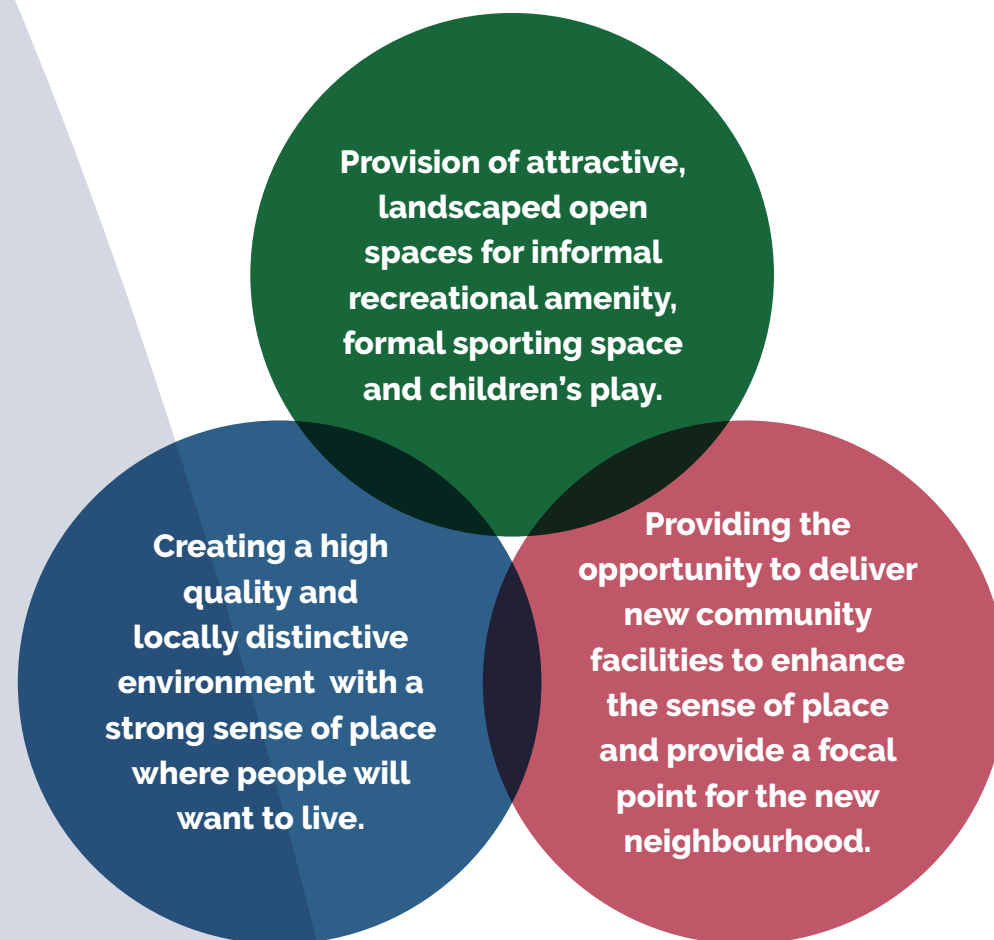 Provision of attractive,
landscaped open
spaces for informal
recreational amenity,
formal sporting space
and children’s play.
Creating a high
quality and
locally distinctive
environment  with a
strong sense of place
where people will
want to live.
Providing the
opportunity to deliver
new community
facilities to enhance
the sense of place
and provide a focal
point for the new
neighbourhood.